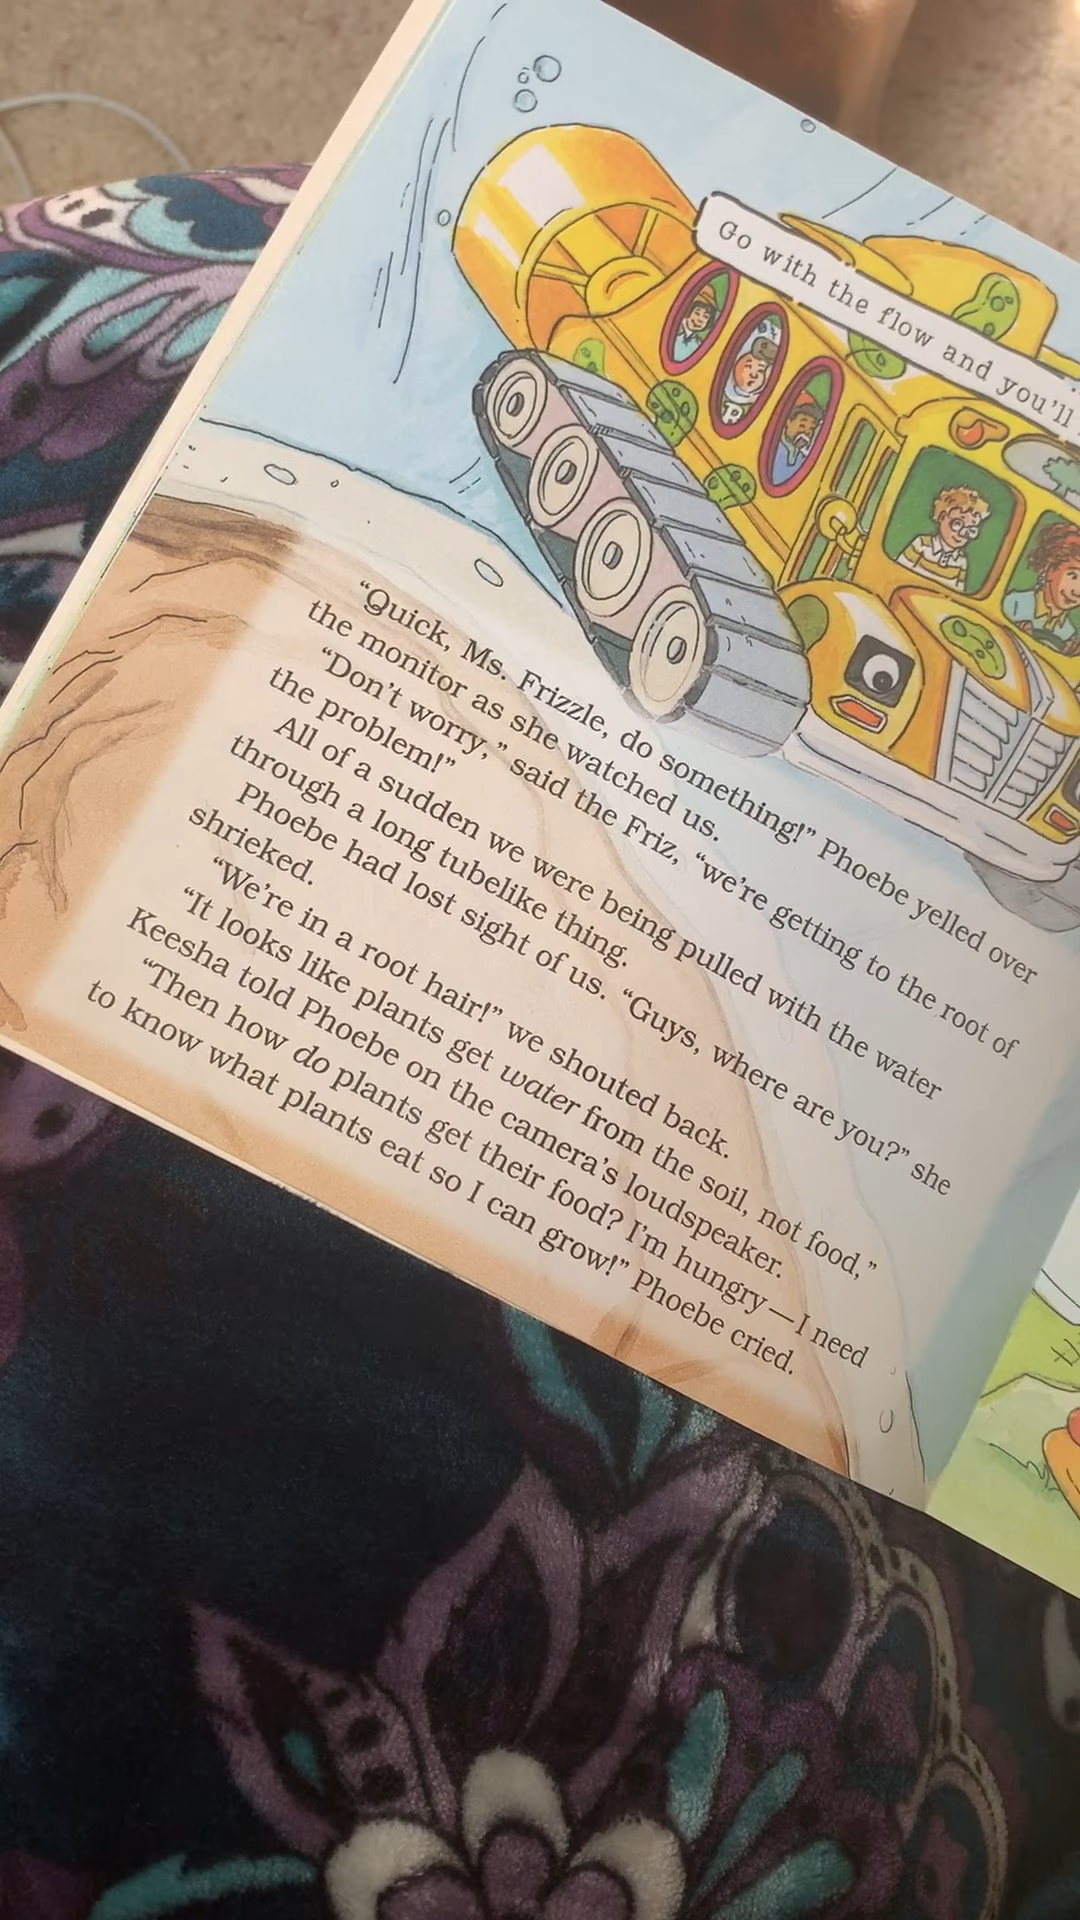 Go with the flow and you'll
“Quick, Ms. Frizzle, do something!” Phoebe yelled over
the monitor as she watched us.
“Don’t worry,” said the Friz, “we’re getting to the root of
the problem!”
All of a sudden we were being pulled with the water
through a long tubelike thing.
Phoebe had lost sight of us. “Guys, where are you?” she
shrieked.
“We’re in a root hair!” we shouted back.
“It looks like plants get water from the soil, not food,”
Keesha told Phoebe on the camera’s loudspeaker.
“Then how do plants get their food? I’m hungry—I need
to know what plants eat so I can grow!” Phoebe cried.